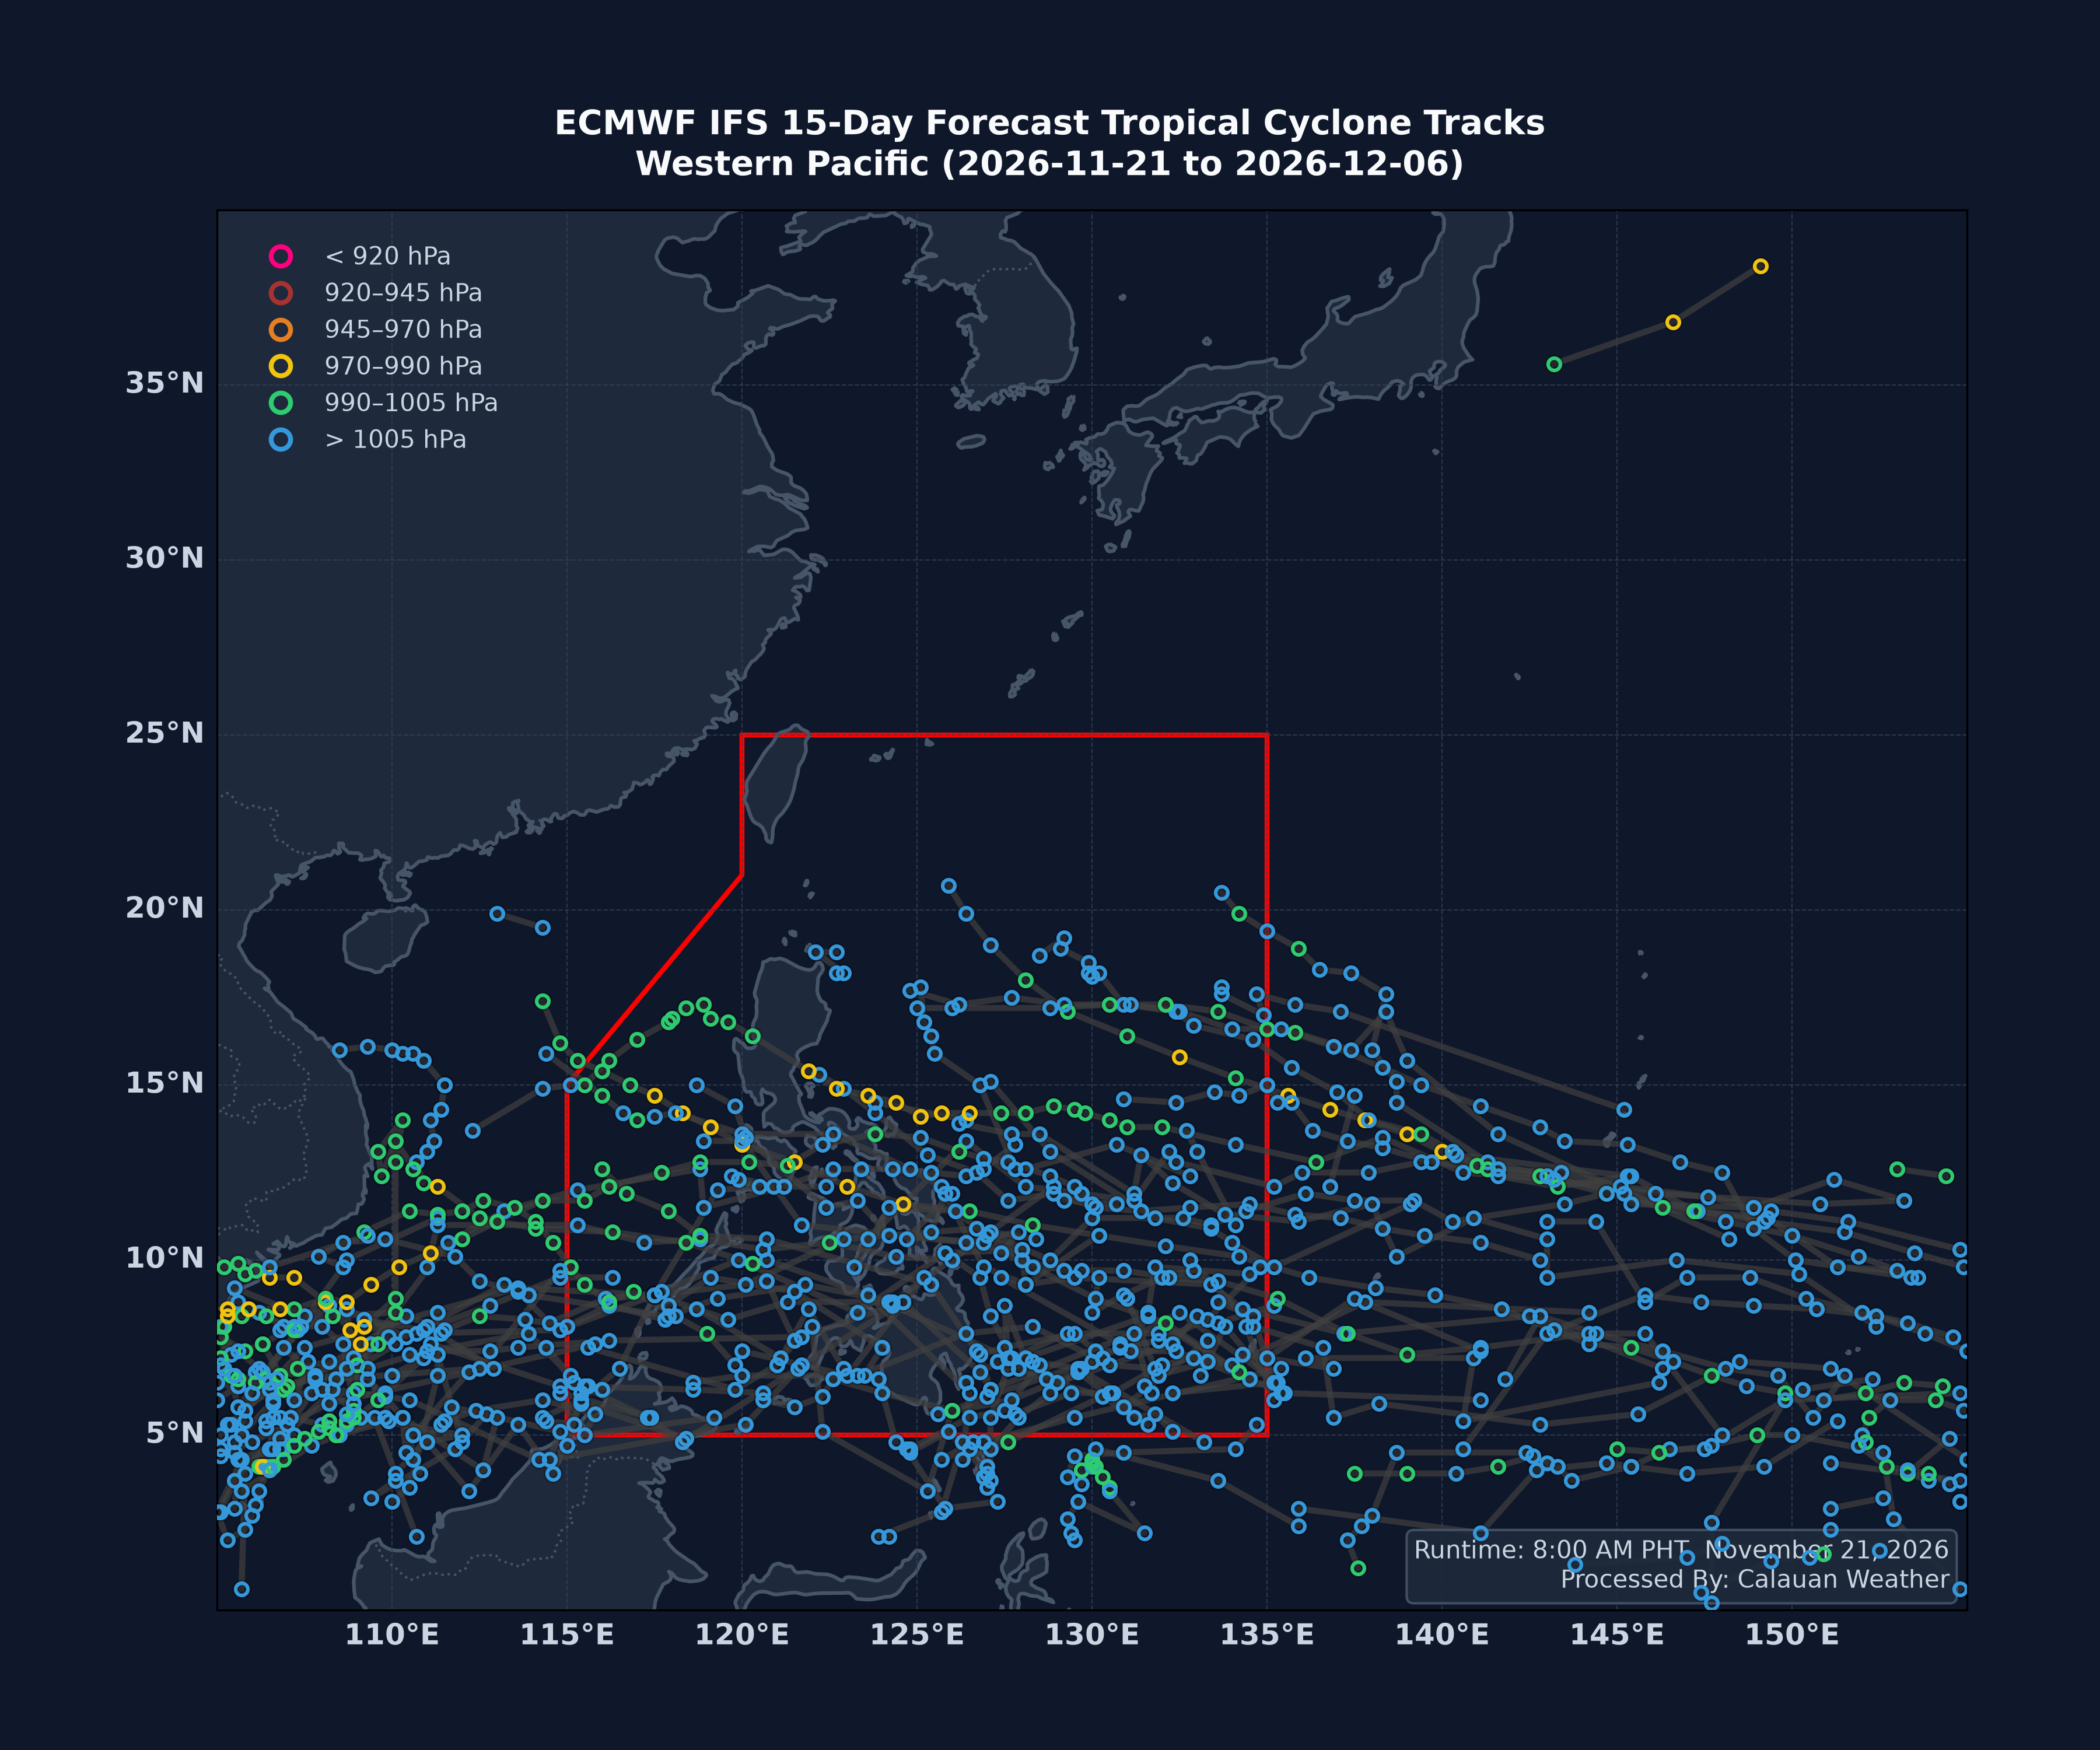 ECMWF IFS 15-Day Forecast Tropical Cyclone Tracks
Western Pacific (2026-11-21 to 2026-12-06)
< 920 hPa
920–945 hPa
945–970 hPa
970–990 hPa
990–1005 hPa
> 1005 hPa
35°N
30°N
25°N
20°N
15°N
10°N
5°N
Runtime: 8:00 AM PHT, November 21, 2026
Processed By: Calauan Weather
110°E 115°E 120°E 125°E 130°E 135°E 140°E 145°E 150°E